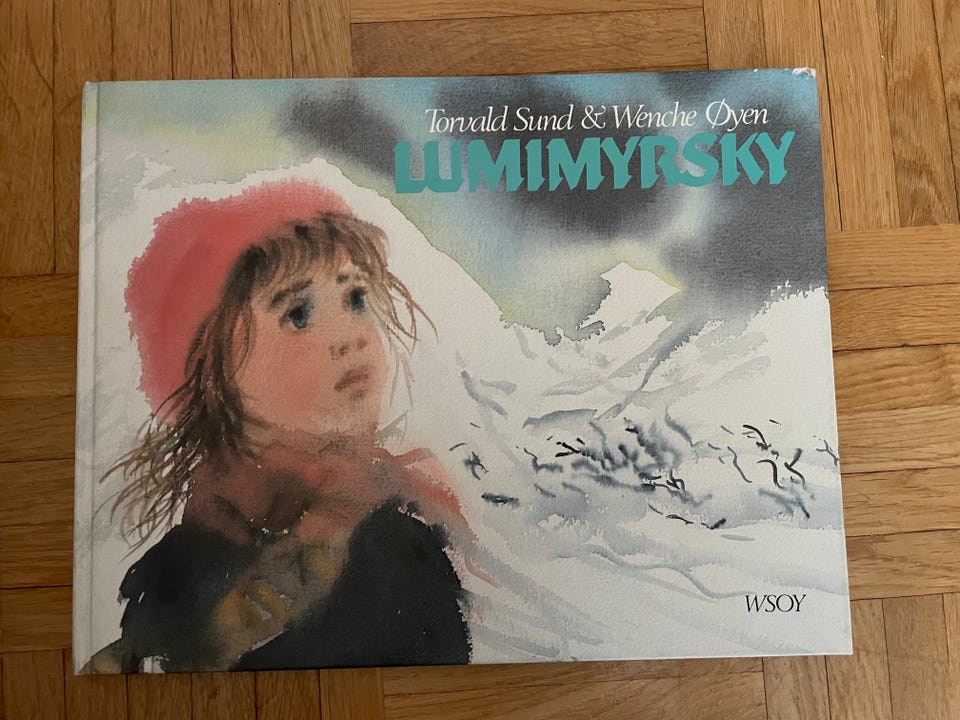 Torvald Sund & Wenche Øyen
LUMIMYRSKY
WSOY